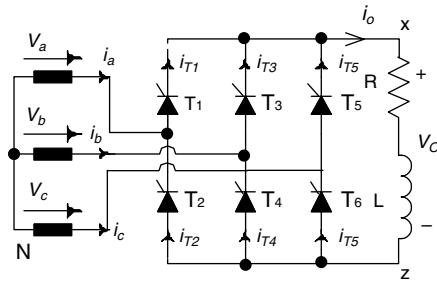 i_o x
V_a i_a i_T1 i_T3 i_T5 R +
T_1 T_3 T_5
V_b i_b V_O
V_c T_2 T_4 T_6 L
N i_c i_T2 i_T4 i_T5 −
z